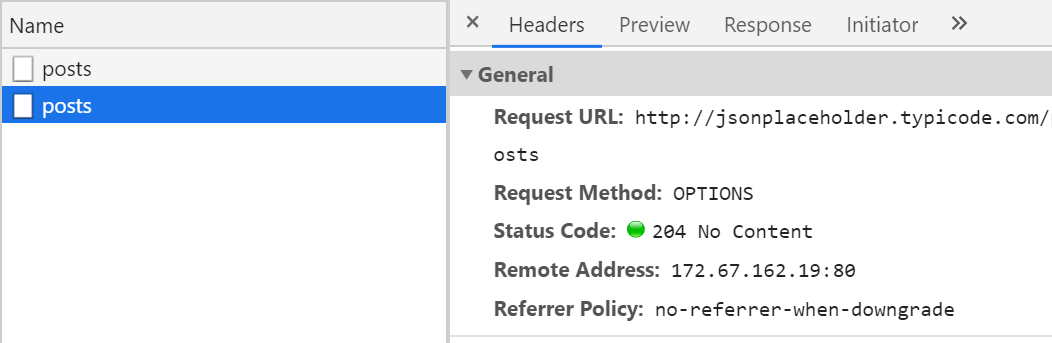 Name
posts
posts
× Headers Preview Response Initiator »
▼ General
Request URL: http://jsonplaceholder.typicode.com/p
osts
Request Method: OPTIONS
Status Code: 204 No Content
Remote Address: 172.67.162.19:80
Referrer Policy: no-referrer-when-downgrade